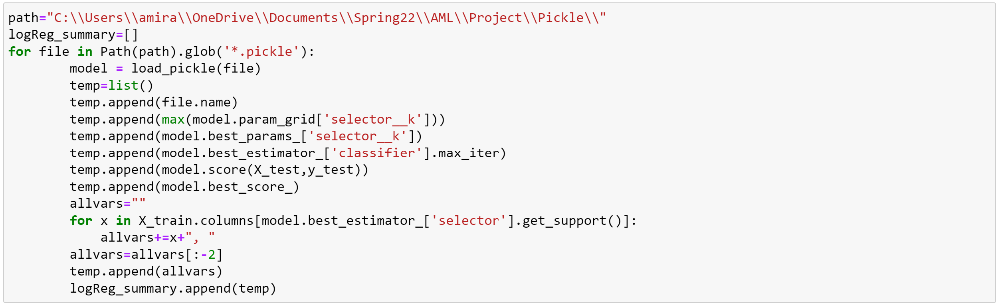 path="C:\\Users\\amira\\OneDrive\\Documents\\Spring22\\AML\\Project\\Pickle\\"
logReg_summary=[]
for file in Path(path).glob('*.pickle'):
        model = load_pickle(file)
        temp=list()
        temp.append(file.name)
        temp.append(max(model.param_grid['selector__k']))
        temp.append(model.best_params_['selector__k'])
        temp.append(model.best_estimator_['classifier'].max_iter)
        temp.append(model.score(X_test,y_test))
        temp.append(model.best_score_)
        allvars=""
        for x in X_train.columns[model.best_estimator_['selector'].get_support()]:
            allvars+=x+", "
        allvars=allvars[:-2]
        temp.append(allvars)
        logReg_summary.append(temp)